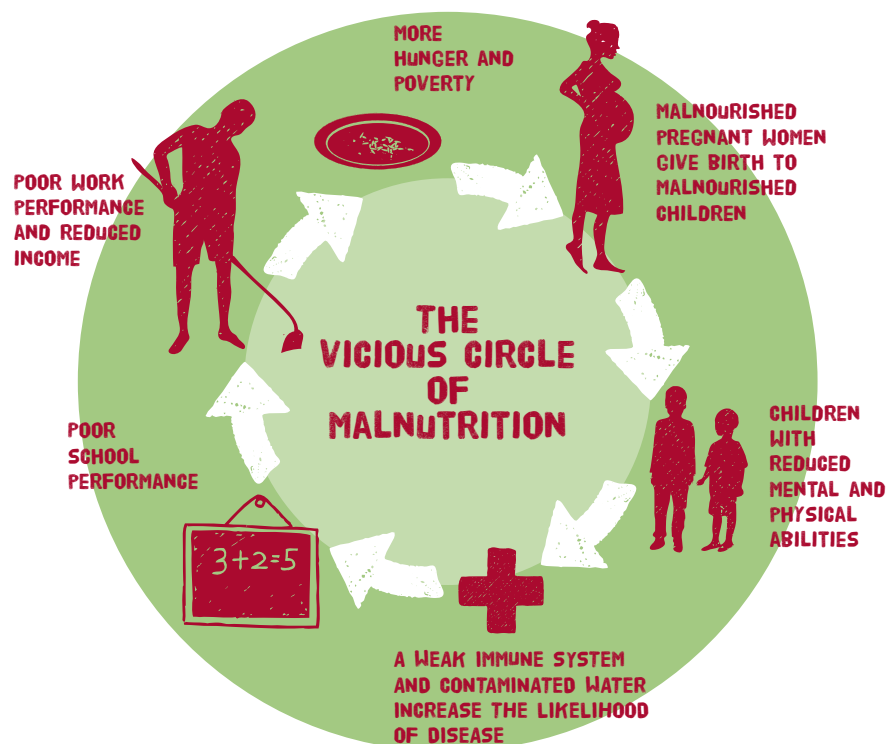 MORE
HUNGER AND
POVERTY
MALNOURISHED
PREGNANT WOMEN
GIVE BIRTH TO
MALNOURISHED
CHILDREN
CHILDREN
WITH
REDUCED
MENTAL AND
PHYSICAL
ABILITIES
A WEAK IMMUNE SYSTEM
AND CONTAMINATED WATER
INCREASE THE LIKELIHOOD
OF DISEASE
3+2=5
POOR
SCHOOL
PERFORMANCE
POOR WORK
PERFORMANCE
AND REDUCED
INCOME
THE
VICIOUS CIRCLE
OF
MALNUTRITION